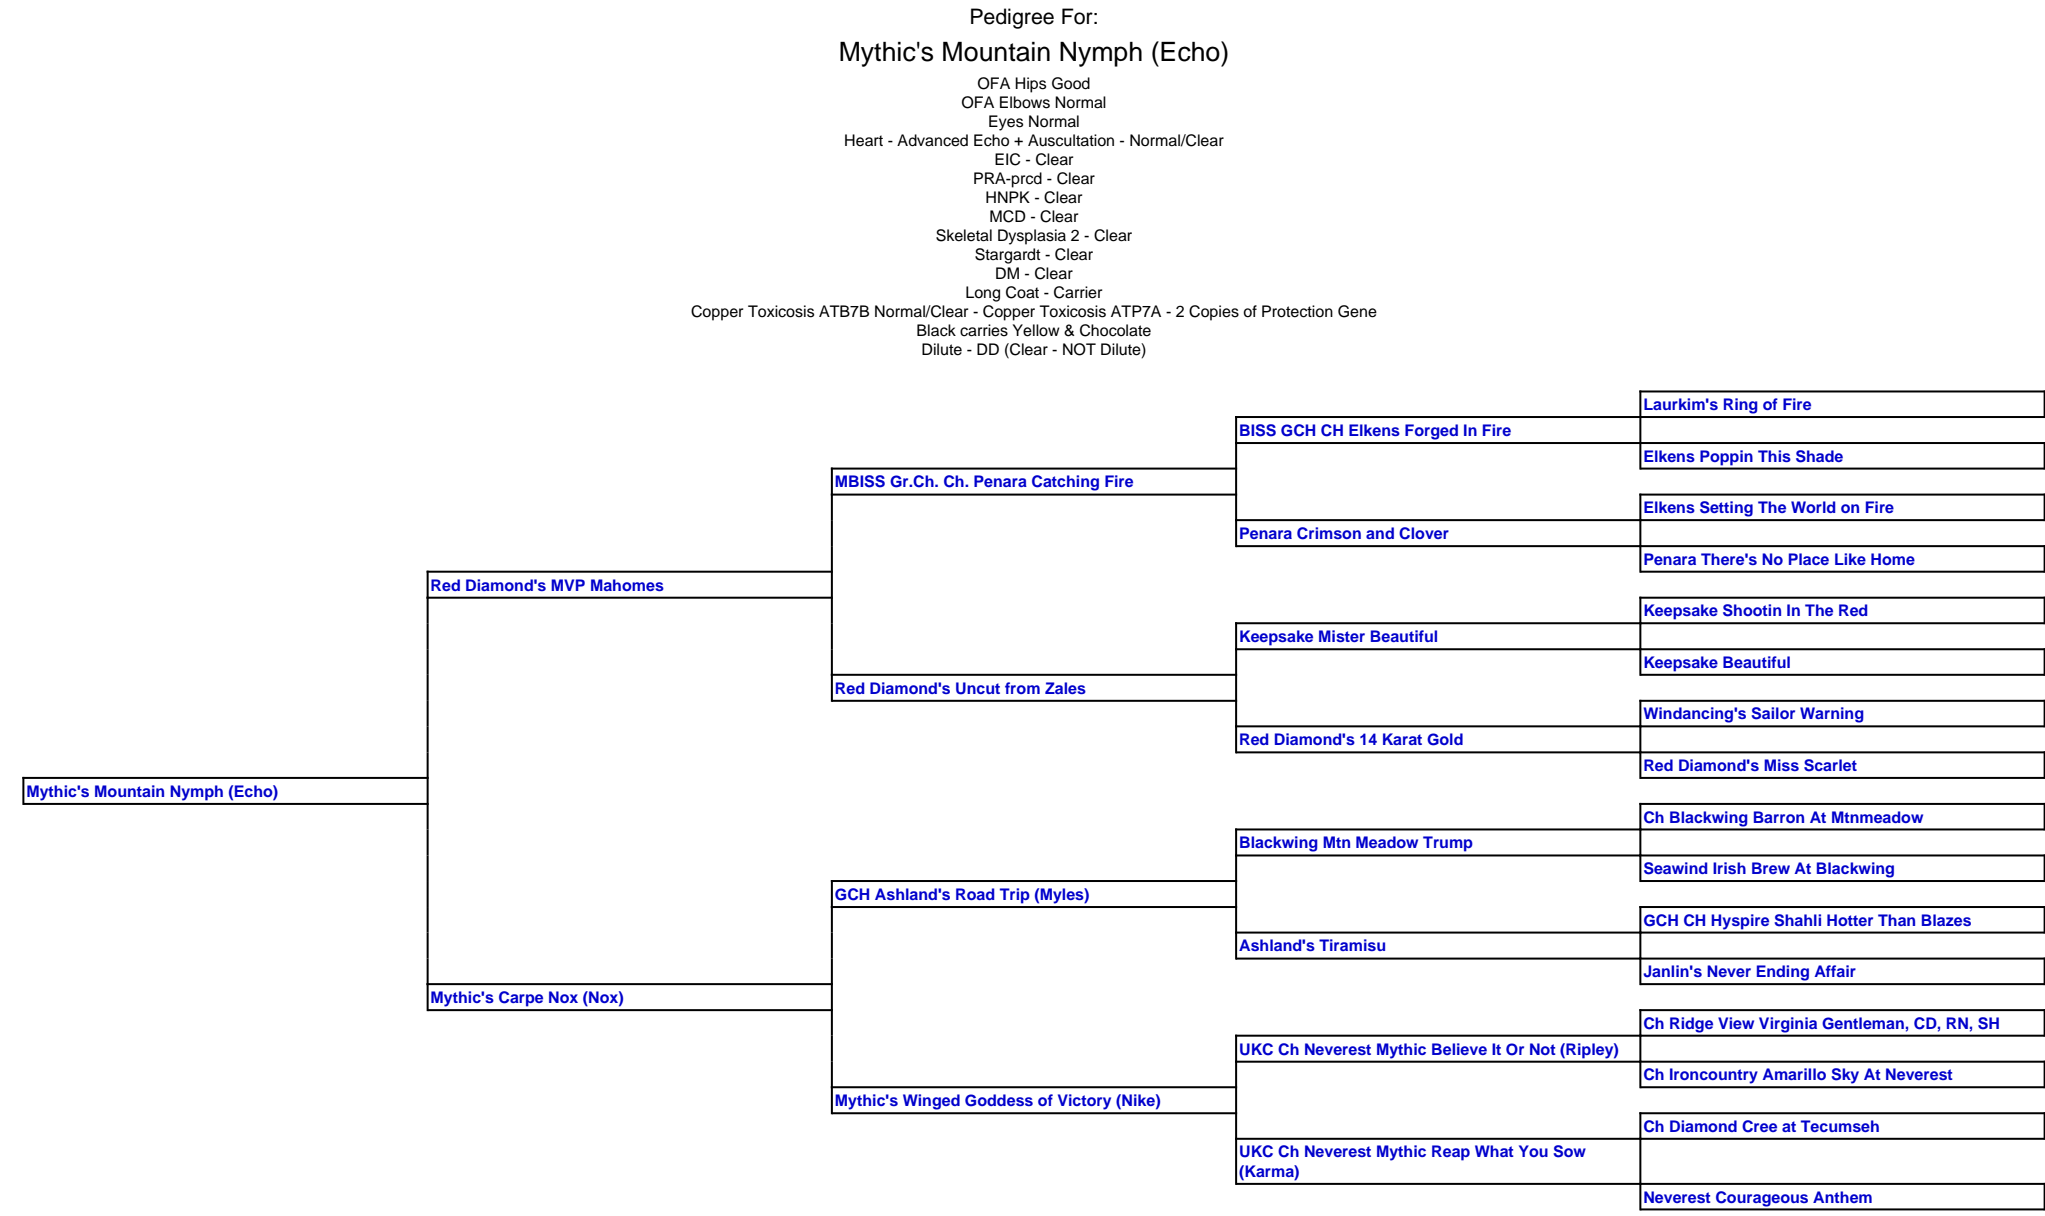 Pedigree For:
Mythic's Mountain Nymph (Echo)
OFA Hips Good
OFA Elbows Normal
Eyes Normal
Heart - Advanced Echo + Auscultation - Normal/Clear
EIC - Clear
PRA-prcd - Clear
HNPK - Clear
MCD - Clear
Skeletal Dysplasia 2 - Clear
Stargardt - Clear
DM - Clear
Long Coat - Carrier
Copper Toxicosis ATB7B Normal/Clear - Copper Toxicosis ATP7A - 2 Copies of Protection Gene
Black carries Yellow & Chocolate
Dilute - DD (Clear - NOT Dilute)
Laurkim's Ring of Fire
BISS GCH CH Elkens Forged In Fire
Elkens Poppin This Shade
MBISS Gr.Ch. Ch. Penara Catching Fire
Elkens Setting The World on Fire
Penara Crimson and Clover
Penara There's No Place Like Home
Red Diamond's MVP Mahomes
Keepsake Shootin In The Red
Keepsake Mister Beautiful
Keepsake Beautiful
Red Diamond's Uncut from Zales
Windancing's Sailor Warning
Red Diamond's 14 Karat Gold
Red Diamond's Miss Scarlet
Mythic's Mountain Nymph (Echo)
Ch Blackwing Barron At Mtnmeadow
Blackwing Mtn Meadow Trump
Seawind Irish Brew At Blackwing
GCH Ashland's Road Trip (Myles)
GCH CH Hyspire Shahli Hotter Than Blazes
Ashland's Tiramisu
Janlin's Never Ending Affair
Mythic's Carpe Nox (Nox)
Ch Ridge View Virginia Gentleman, CD, RN, SH
UKC Ch Neverest Mythic Believe It Or Not (Ripley)
Ch Ironcountry Amarillo Sky At Neverest
Mythic's Winged Goddess of Victory (Nike)
Ch Diamond Cree at Tecumseh
UKC Ch Neverest Mythic Reap What You Sow
(Karma)
Neverest Courageous Anthem